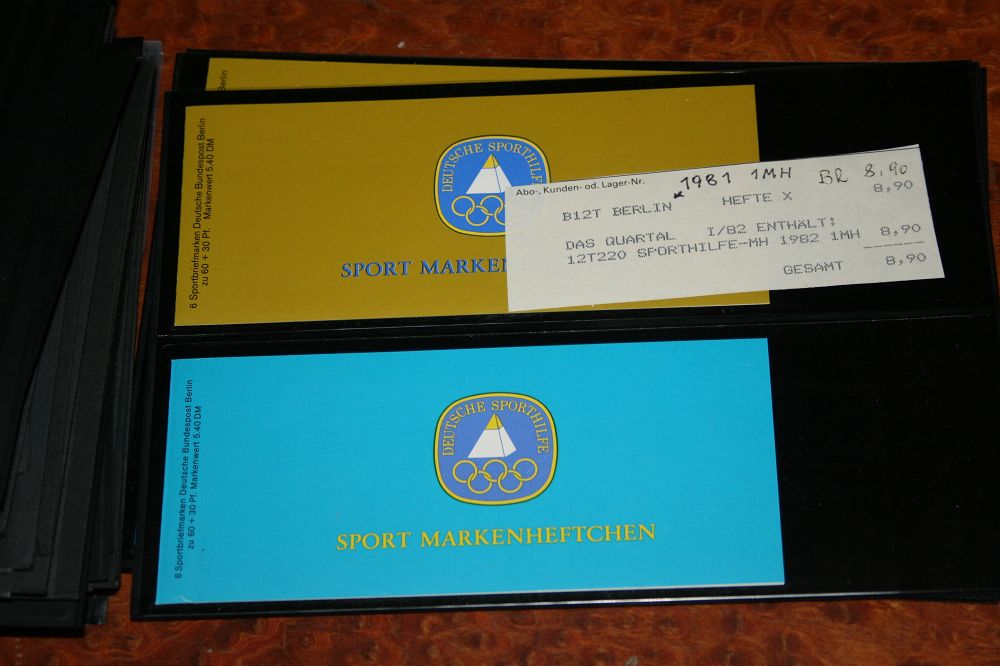 Berlin
6 Sportbriefmarken Deutsche Bundespost Berlin
zu 60 + 30 Pf. Markenwert 5.40 DM
DEUTSCHE SPORTHILFE
SPORT MARKEN
Abo-, Kunden- od. Lager-Nr.
1981 1MH BR 8,90
B12T BERLIN HEFTE X 8,90
DAS QUARTAL I/82 ENTHÄLT:
12T220 SPORTHILFE-MH 1982 1MH 8,90
GESAMT 8,90
6 Sportbriefmarken Deutsche Bundespost Berlin
zu 60 + 30 Pf. Markenwert 5.40 DM
DEUTSCHE SPORTHILFE
SPORT MARKENHEFTCHEN